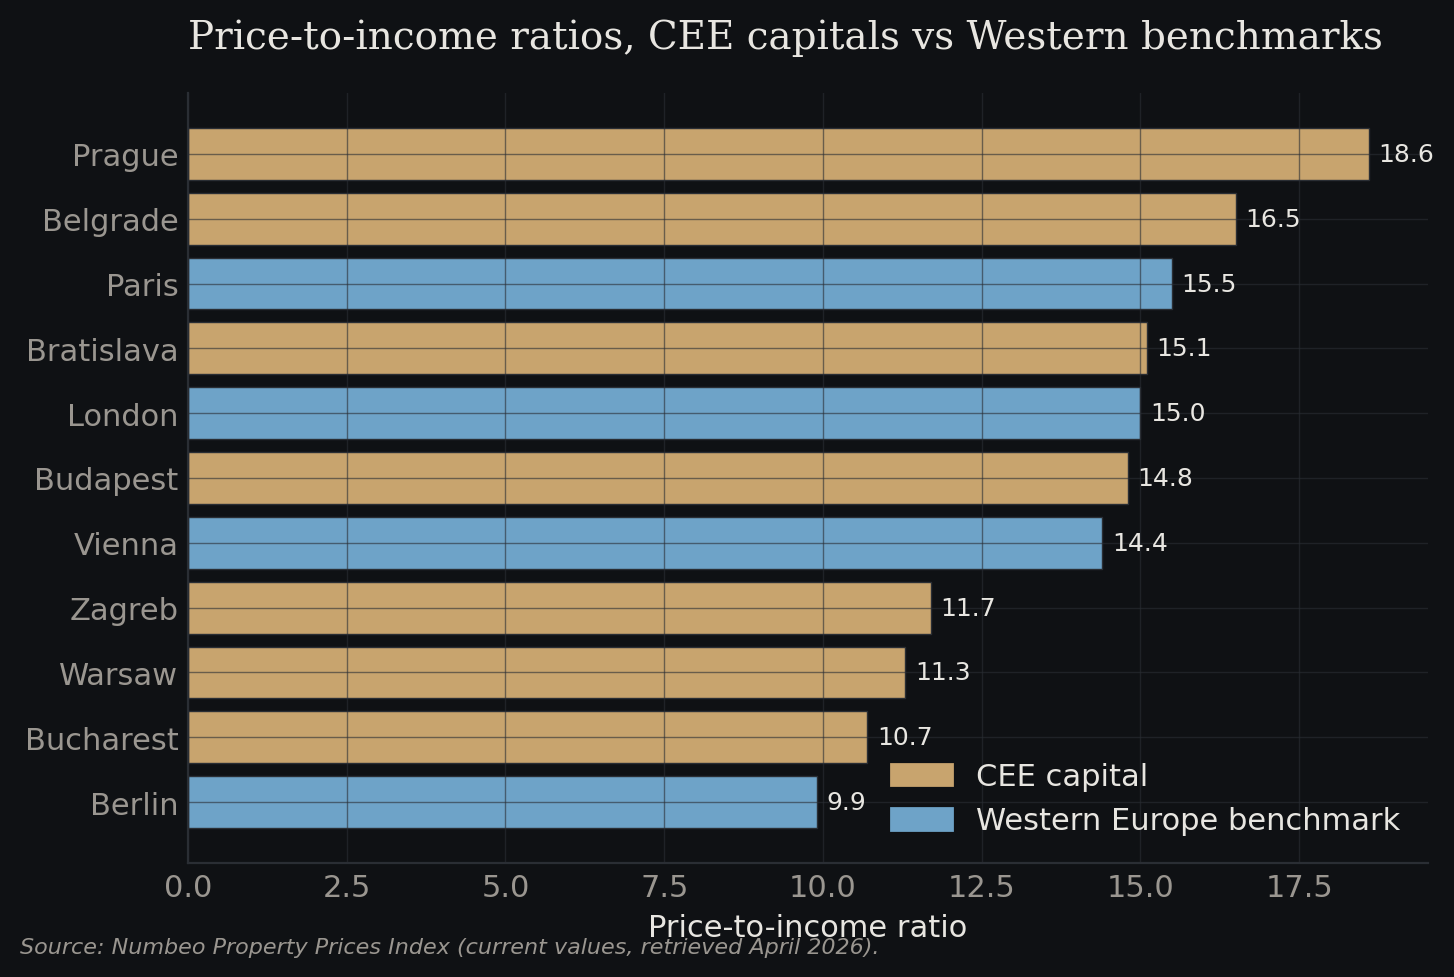 Price-to-income ratios, CEE capitals vs Western benchmarks
Prague 18.6
Belgrade 16.5
Paris 15.5
Bratislava 15.1
London 15.0
Budapest 14.8
Vienna 14.4
Zagreb 11.7
Warsaw 11.3
Bucharest 10.7
CEE capital
Berlin 9.9
Western Europe benchmark
0.0 2.5 5.0 7.5 10.0 12.5 15.0 17.5
Price-to-income ratio
Source: Numbeo Property Prices Index (current values, retrieved April 2026).